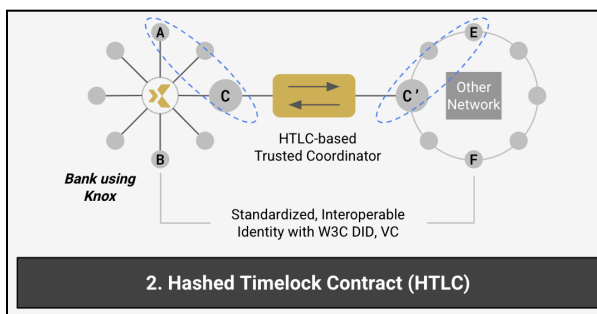 A
E
C
C'
Other
Network
HTLC-based
Trusted Coordinator
B
F
Bank using
Knox
Standardized, Interoperable
Identity with W3C DID, VC
2. Hashed Timelock Contract (HTLC)